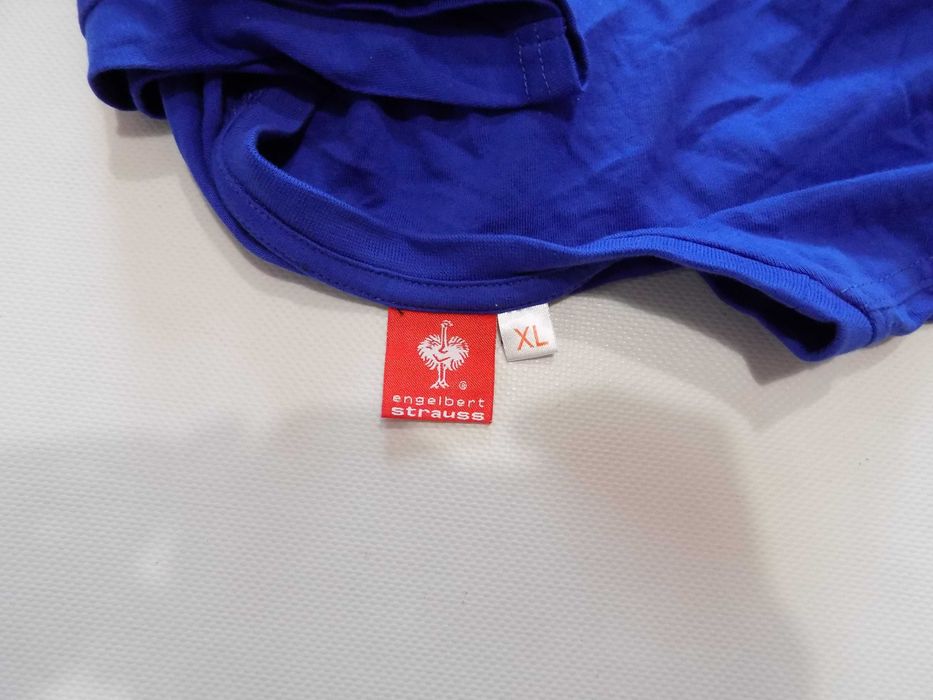 XL
®
engelbert
strauss